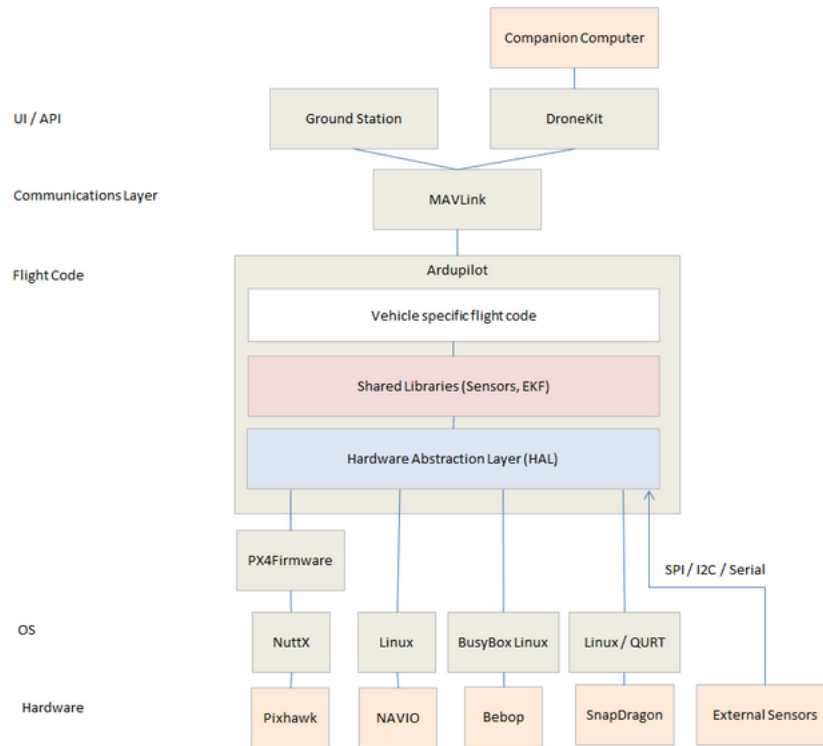 Companion Computer
UI / API
Ground Station
DroneKit
Communications Layer
MAVLink
Flight Code
Ardupilot
Vehicle specific flight code
Shared Libraries (Sensors, EKF)
Hardware Abstraction Layer (HAL)
PX4Firmware
SPI / I2C / Serial
OS
NuttX
Linux
BusyBox Linux
Linux / QURT
Hardware
Pixhawk
NAVIO
Bebop
SnapDragon
External Sensors